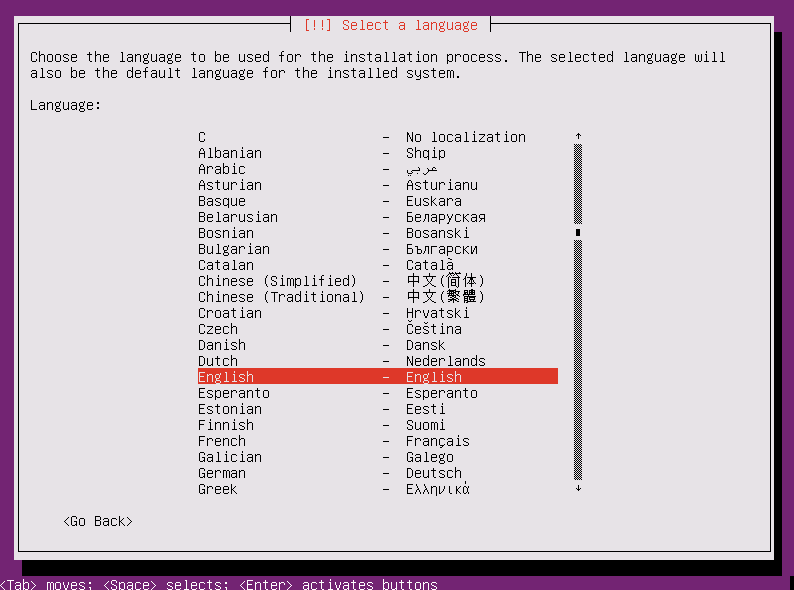 [!!] Select a language
Choose the language to be used for the installation process. The selected language will
also be the default language for the installed system.
Language:
C - No localization
Albanian - Shqip
Arabic - عربي
Asturian - Asturianu
Basque - Euskara
Belarusian - Беларуская
Bosnian - Bosanski
Bulgarian - Български
Catalan - Català
Chinese (Simplified) - 中文(简体)
Chinese (Traditional) - 中文(繁體)
Croatian - Hrvatski
Czech - Čeština
Danish - Dansk
Dutch - Nederlands
English - English
Esperanto - Esperanto
Estonian - Eesti
Finnish - Suomi
French - Français
Galician - Galego
German - Deutsch
Greek - Ελληνικά
<Go Back>
<Tab> moves; <Space> selects; <Enter> activates buttons